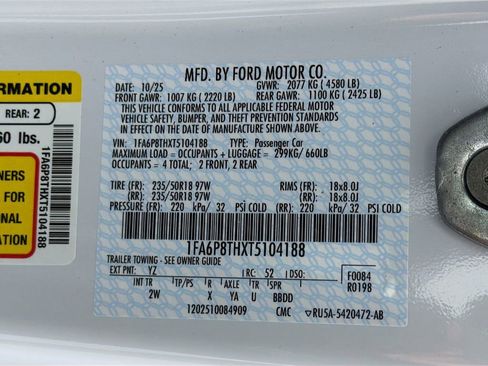 ORMATION
REAR: 2
60 lbs.
NERS
FOR
NAL
ION
1FA6P8THXT5104188
MFD. BY FORD MOTOR CO.
DATE: 10/25 GVWR: 2077 KG ( 4580 LB)
FRONT GAWR: 1007 KG ( 2220 LB) REAR GAWR: 1100 KG ( 2425 LB)
THIS VEHICLE CONFORMS TO ALL APPLICABLE FEDERAL MOTOR
VEHICLE SAFETY, BUMPER, AND THEFT PREVENTION STANDARDS
IN EFFECT ON THE DATE OF MANUFACTURE SHOWN ABOVE.
VIN: 1FA6P8THXT5104188 TYPE: Passenger Car
MAXIMUM LOAD = OCCUPANTS + LUGGAGE = 299KG/ 660LB
OCCUPANTS = 4 TOTAL: 2 FRONT, 2 REAR
TIRE (FR): 235/50R18 97W RIMS (FR): 18x8.0J
(RR): 235/50R18 97W (RR): 18x8.0J
PRESSURE (FR): 220 kPa/ 32 PSI COLD (RR): 220 kPa/ 32 PSI COLD
1FA6P8THXT5104188
TRAILER TOWING - SEE OWNER GUIDE
EXT PNT: YZ RC: 52 DSO: F0084
R0198
INT TR TP/PS R AXLE TR SPR
2W X YA U BBDD
1202510084909 CMC RU5A-5420472-AB